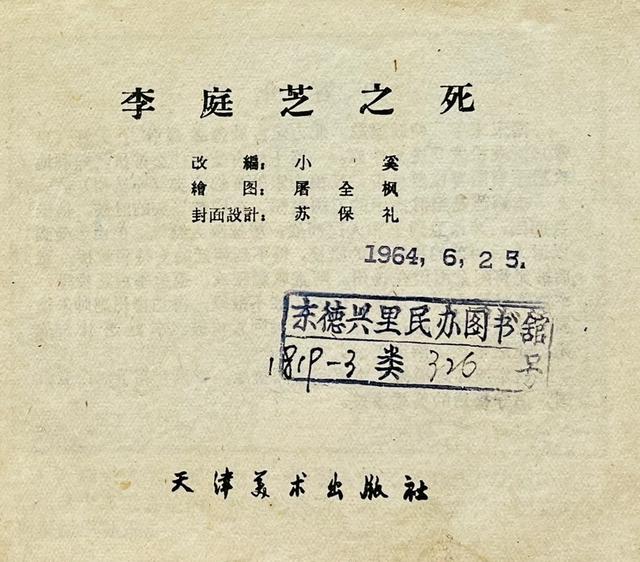 李庭芝之死
改編：小奚
繪图：屠全枫
封面設計：苏保礼
1964, 6, 25.
东德兴里民办图书舘
1819-3 类 326 号
天津美术出版社